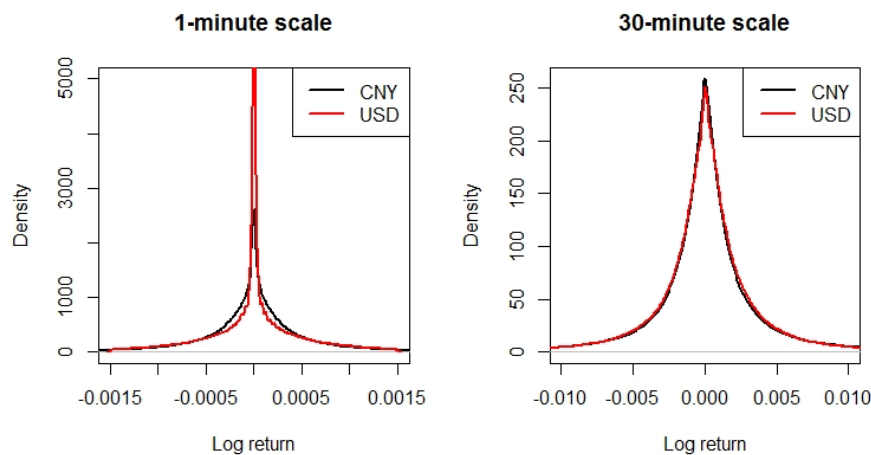 1-minute scale
CNY
USD
5000
3000
1000
0
Density
-0.0015
-0.0005
0.0005
0.0015
Log return
30-minute scale
CNY
USD
250
200
150
100
50
0
Density
-0.010
-0.005
0.000
0.005
0.010
Log return